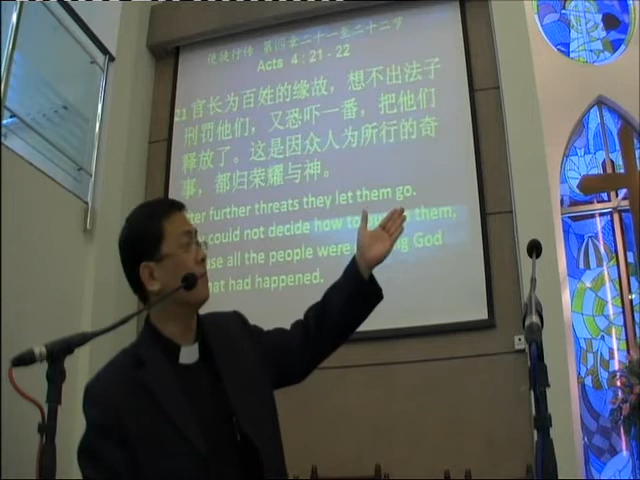 使徒行传 第四章二十一至二十二节
Acts 4 : 21 - 22
21 官长为百姓的缘故，想不出法子
刑罚他们，又恐吓一番，把他们
释放了。这是因众人为所行的奇
事，都归荣耀与神。
further threats they let them go.
could not decide how them.
all the people were God
had happened.